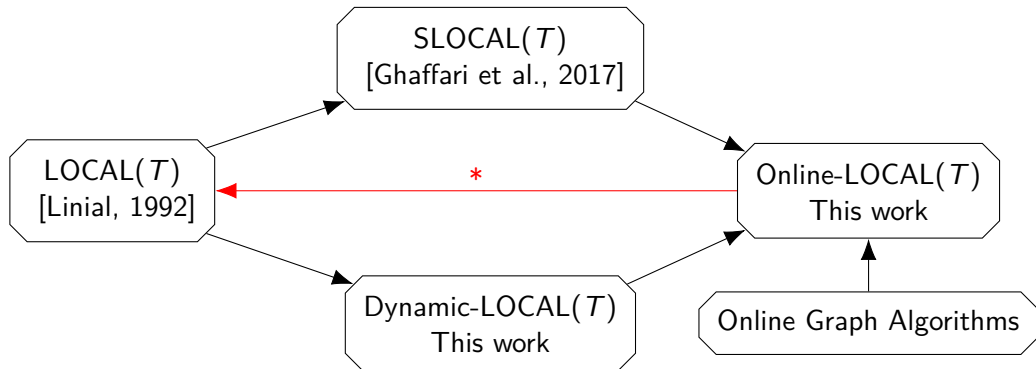 SLOCAL(T)
[Ghaffari et al., 2017]
LOCAL(T)
[Linial, 1992]
*
Online-LOCAL(T)
This work
Dynamic-LOCAL(T)
This work
Online Graph Algorithms